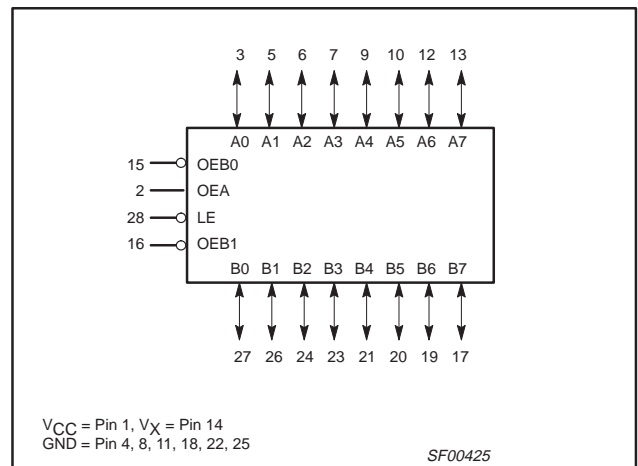 3 5 6 7 9 10 12 13
A0 A1 A2 A3 A4 A5 A6 A7
15 OEB0
2 OEA
28 LE
16 OEB1
B0 B1 B2 B3 B4 B5 B6 B7
27 26 24 23 21 20 19 17
VCC = Pin 1, VX = Pin 14
GND = Pin 4, 8, 11, 18, 22, 25
SF00425